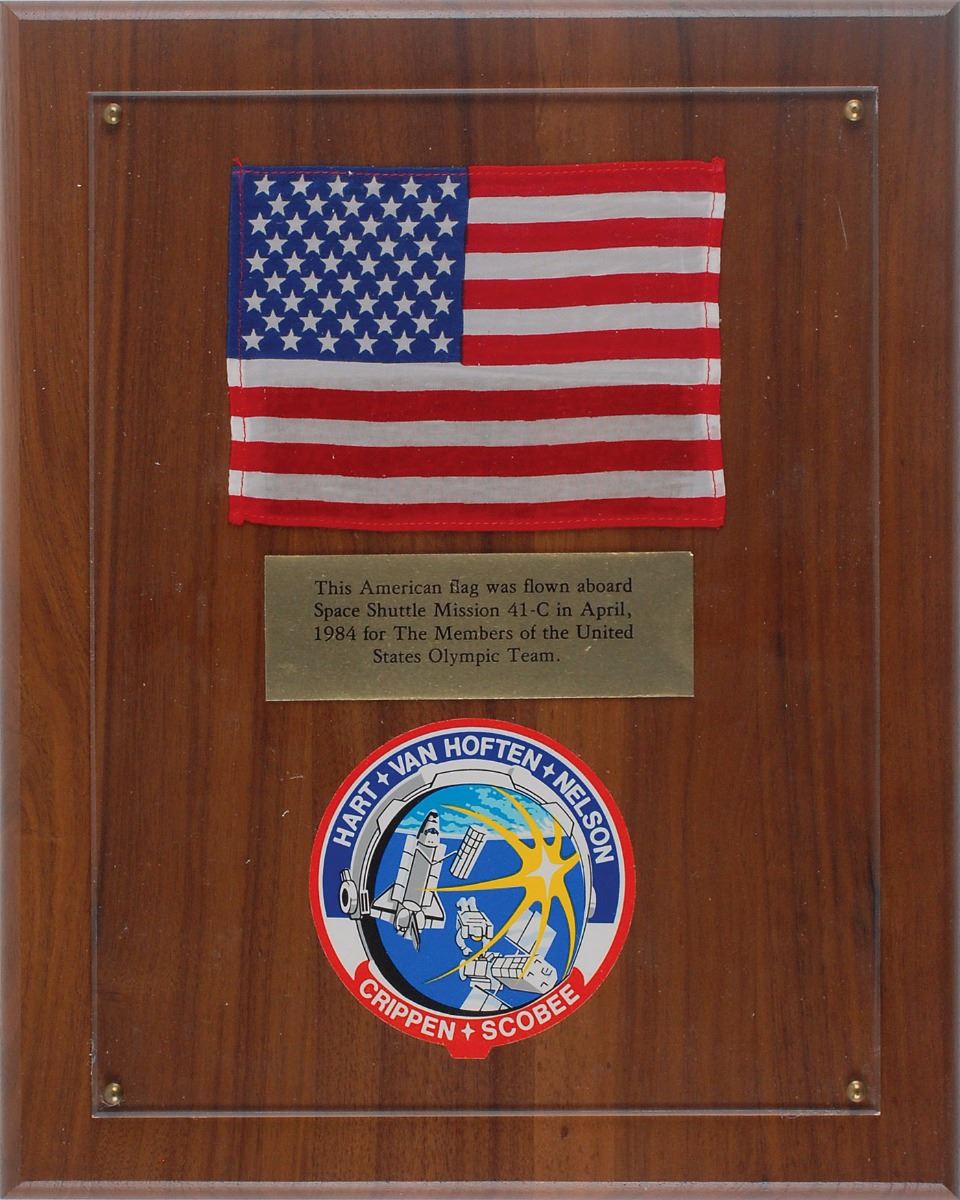 This American flag was flown aboard
Space Shuttle Mission 41-C in April,
1984 for The Members of the United
States Olympic Team.
HART VAN HOFTEN NELSON
CRIPPEN SCOBEE